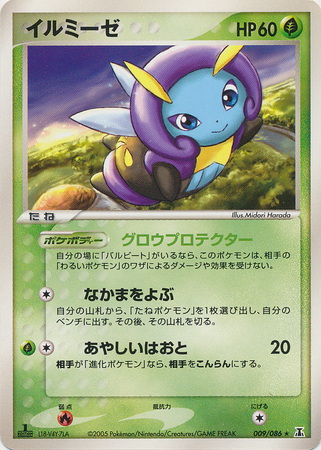 イルミーゼ HP60
たね
Illus.Midori Harada
ポケボディー グロウプロテクター
自分の場に「バルビート」がいるなら、このポケモンは、相手の
「わるいポケモン」のワザによるダメージや効果を受けない。
なかまをよぶ
自分の山札から、「たねポケモン」を1枚選び出し、自分の
ベンチに出す。その後、その山札を切る。
あやしいはおと 20
相手が「進化ポケモン」なら、相手をこんらんにする。
弱点 抵抗力 にげる
1
EDITION
L18-V4Y-7LA
©2005 Pokémon/Nintendo/Creatures/GAME FREAK
009/086 ★